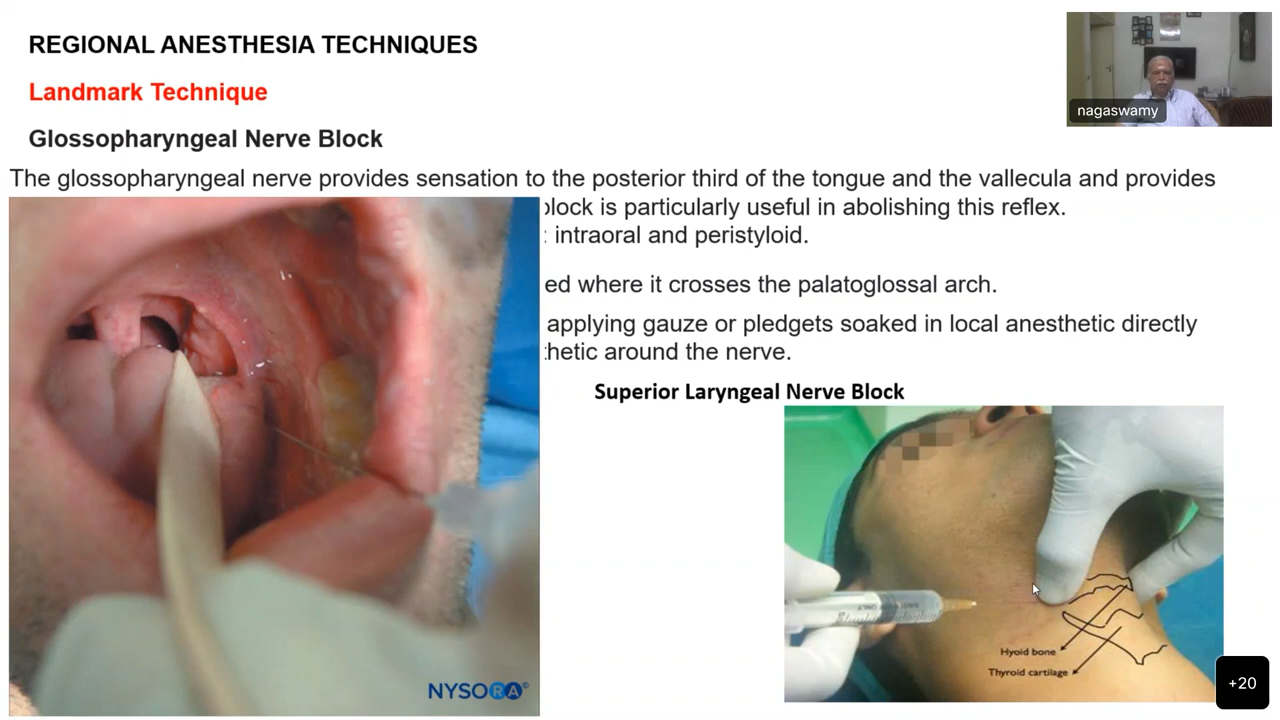 REGIONAL ANESTHESIA TECHNIQUES
Landmark Technique
nagaswamy
Glossopharyngeal Nerve Block
The glossopharyngeal nerve provides sensation to the posterior third of the tongue and the vallecula and provides
block is particularly useful in abolishing this reflex.
: intraoral and peristyloid.
ed where it crosses the palatoglossal arch.
applying gauze or pledgets soaked in local anesthetic directly
thetic around the nerve.
Superior Laryngeal Nerve Block
Hyoid bone
Thyroid cartilage
NYSORA©
+20